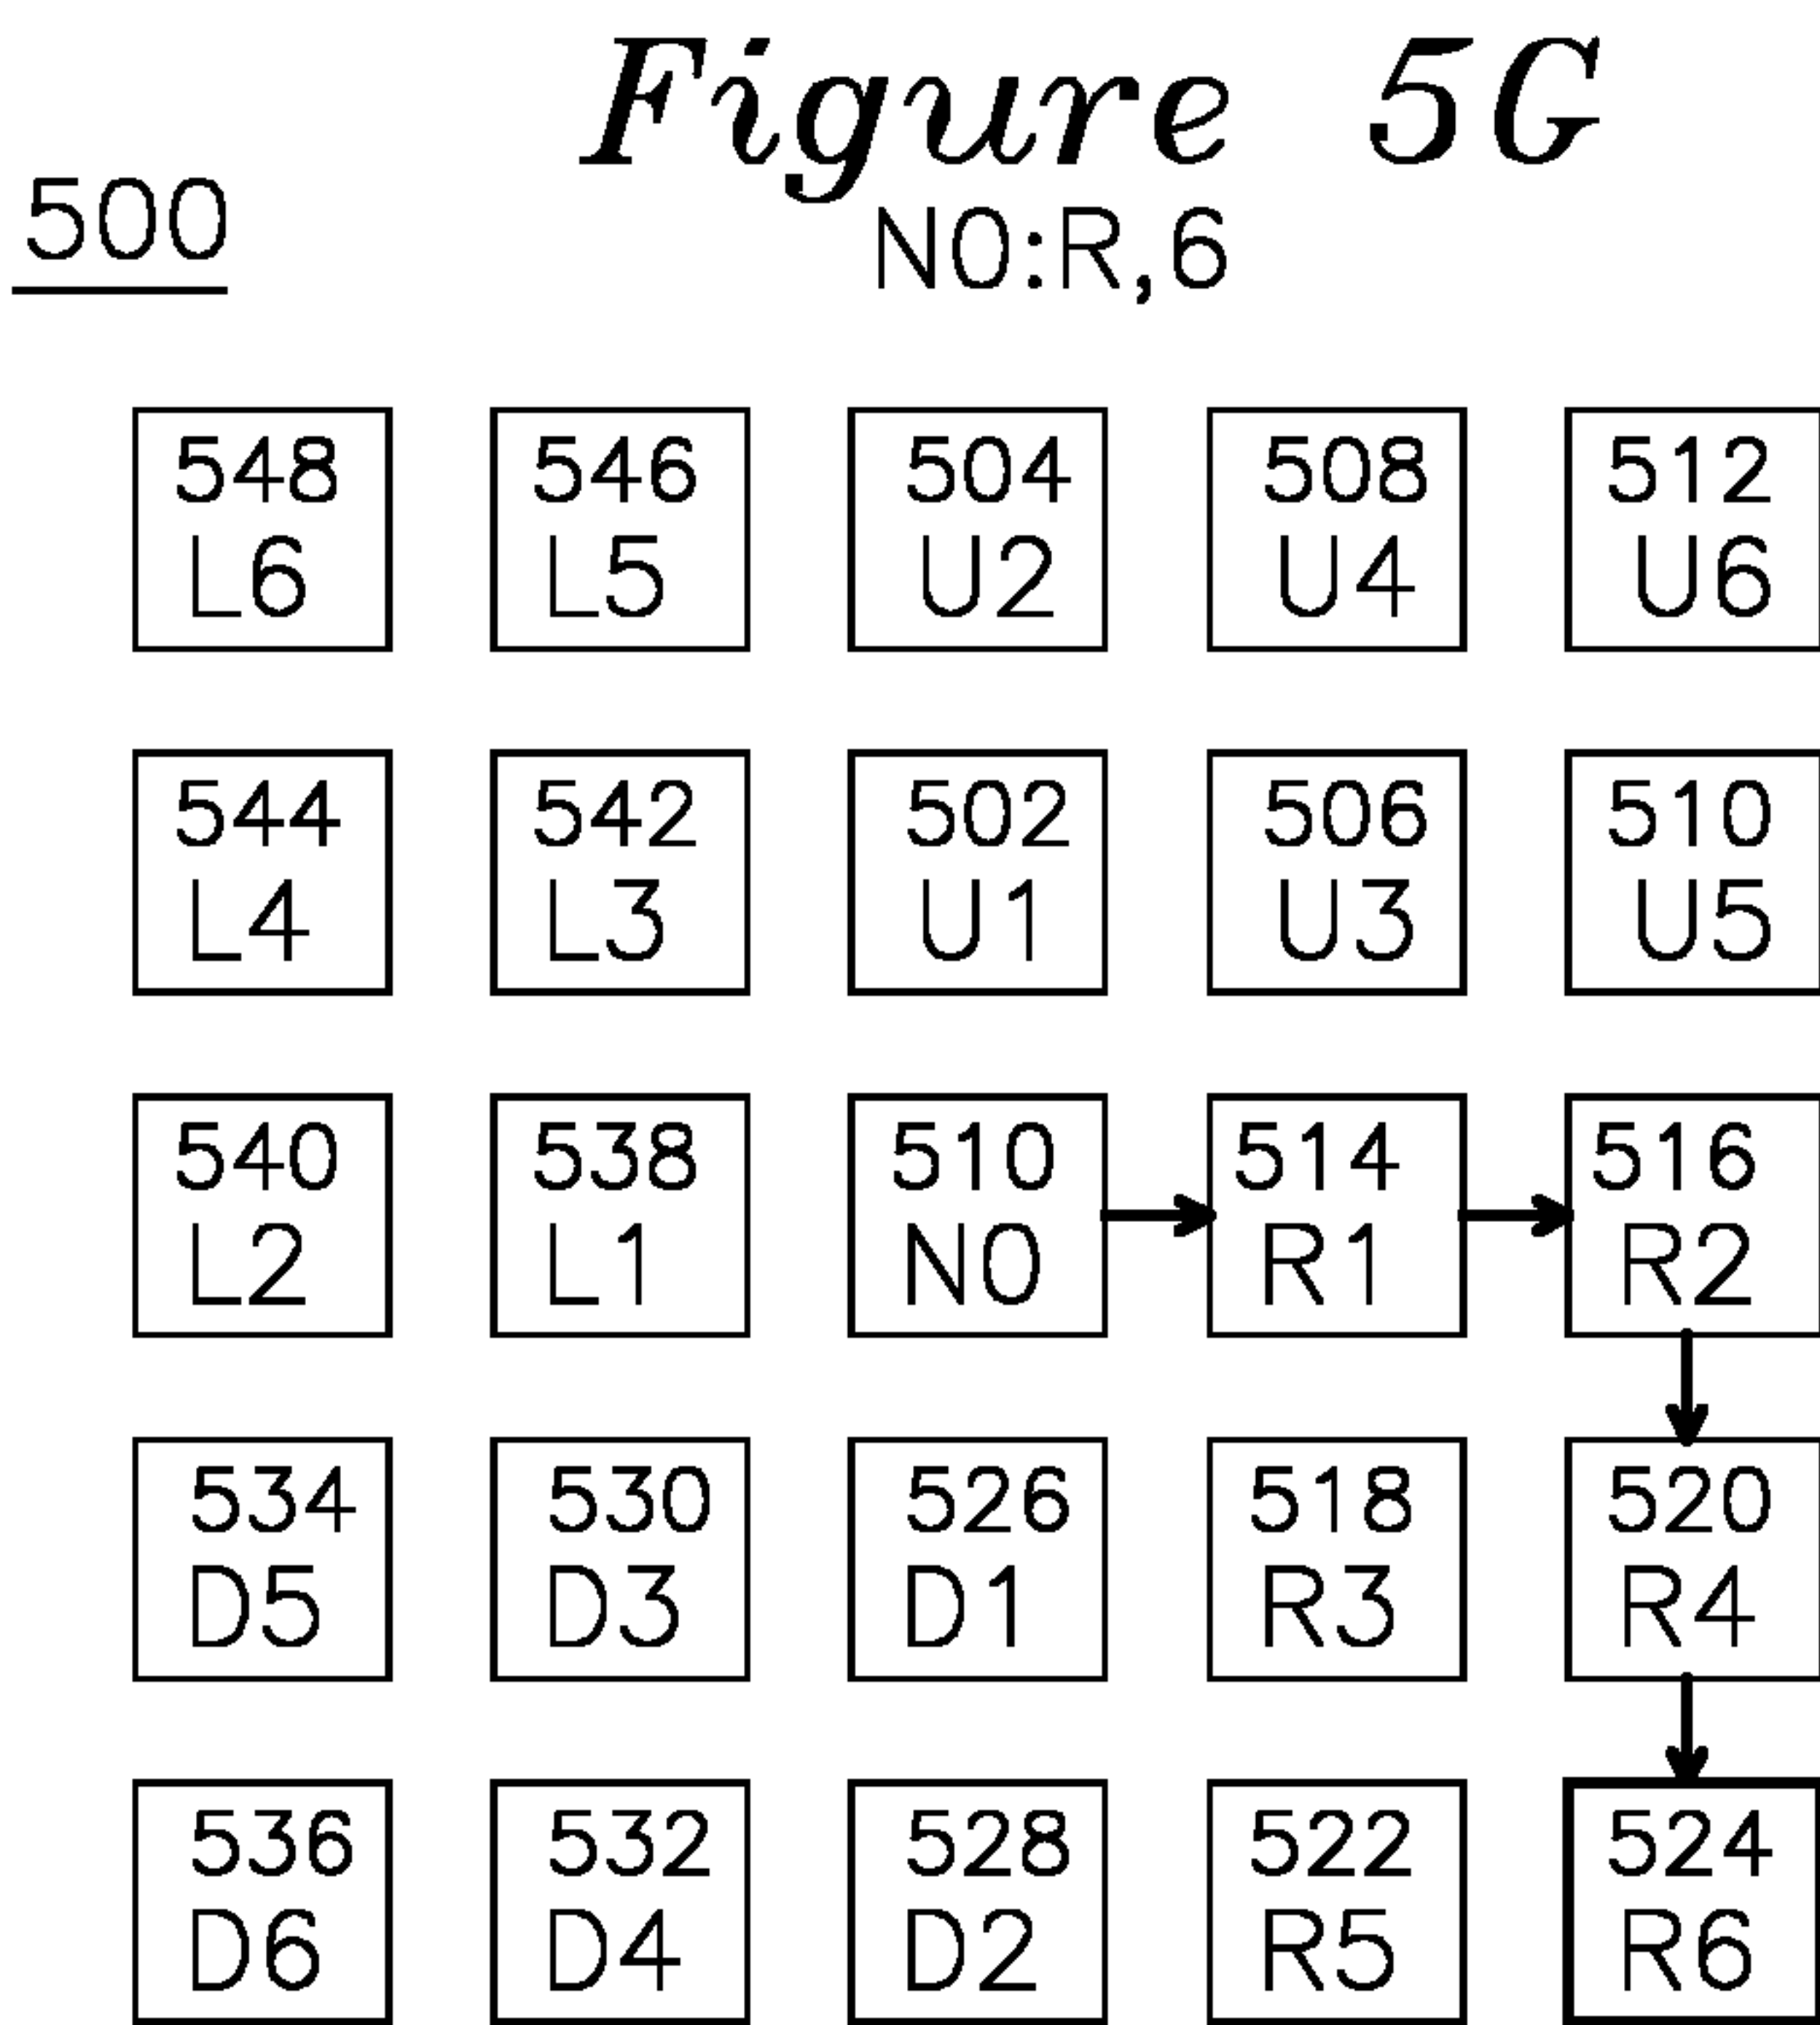 Figure 5G
500
N0:R,6
548 546 504 508 512
L6 L5 U2 U4 U6
544 542 502 506 510
L4 L3 U1 U3 U5
540 538 510 514 516
L2 L1 N0 R1 R2
534 530 526 518 520
D5 D3 D1 R3 R4
536 532 528 522 524
D6 D4 D2 R5 R6